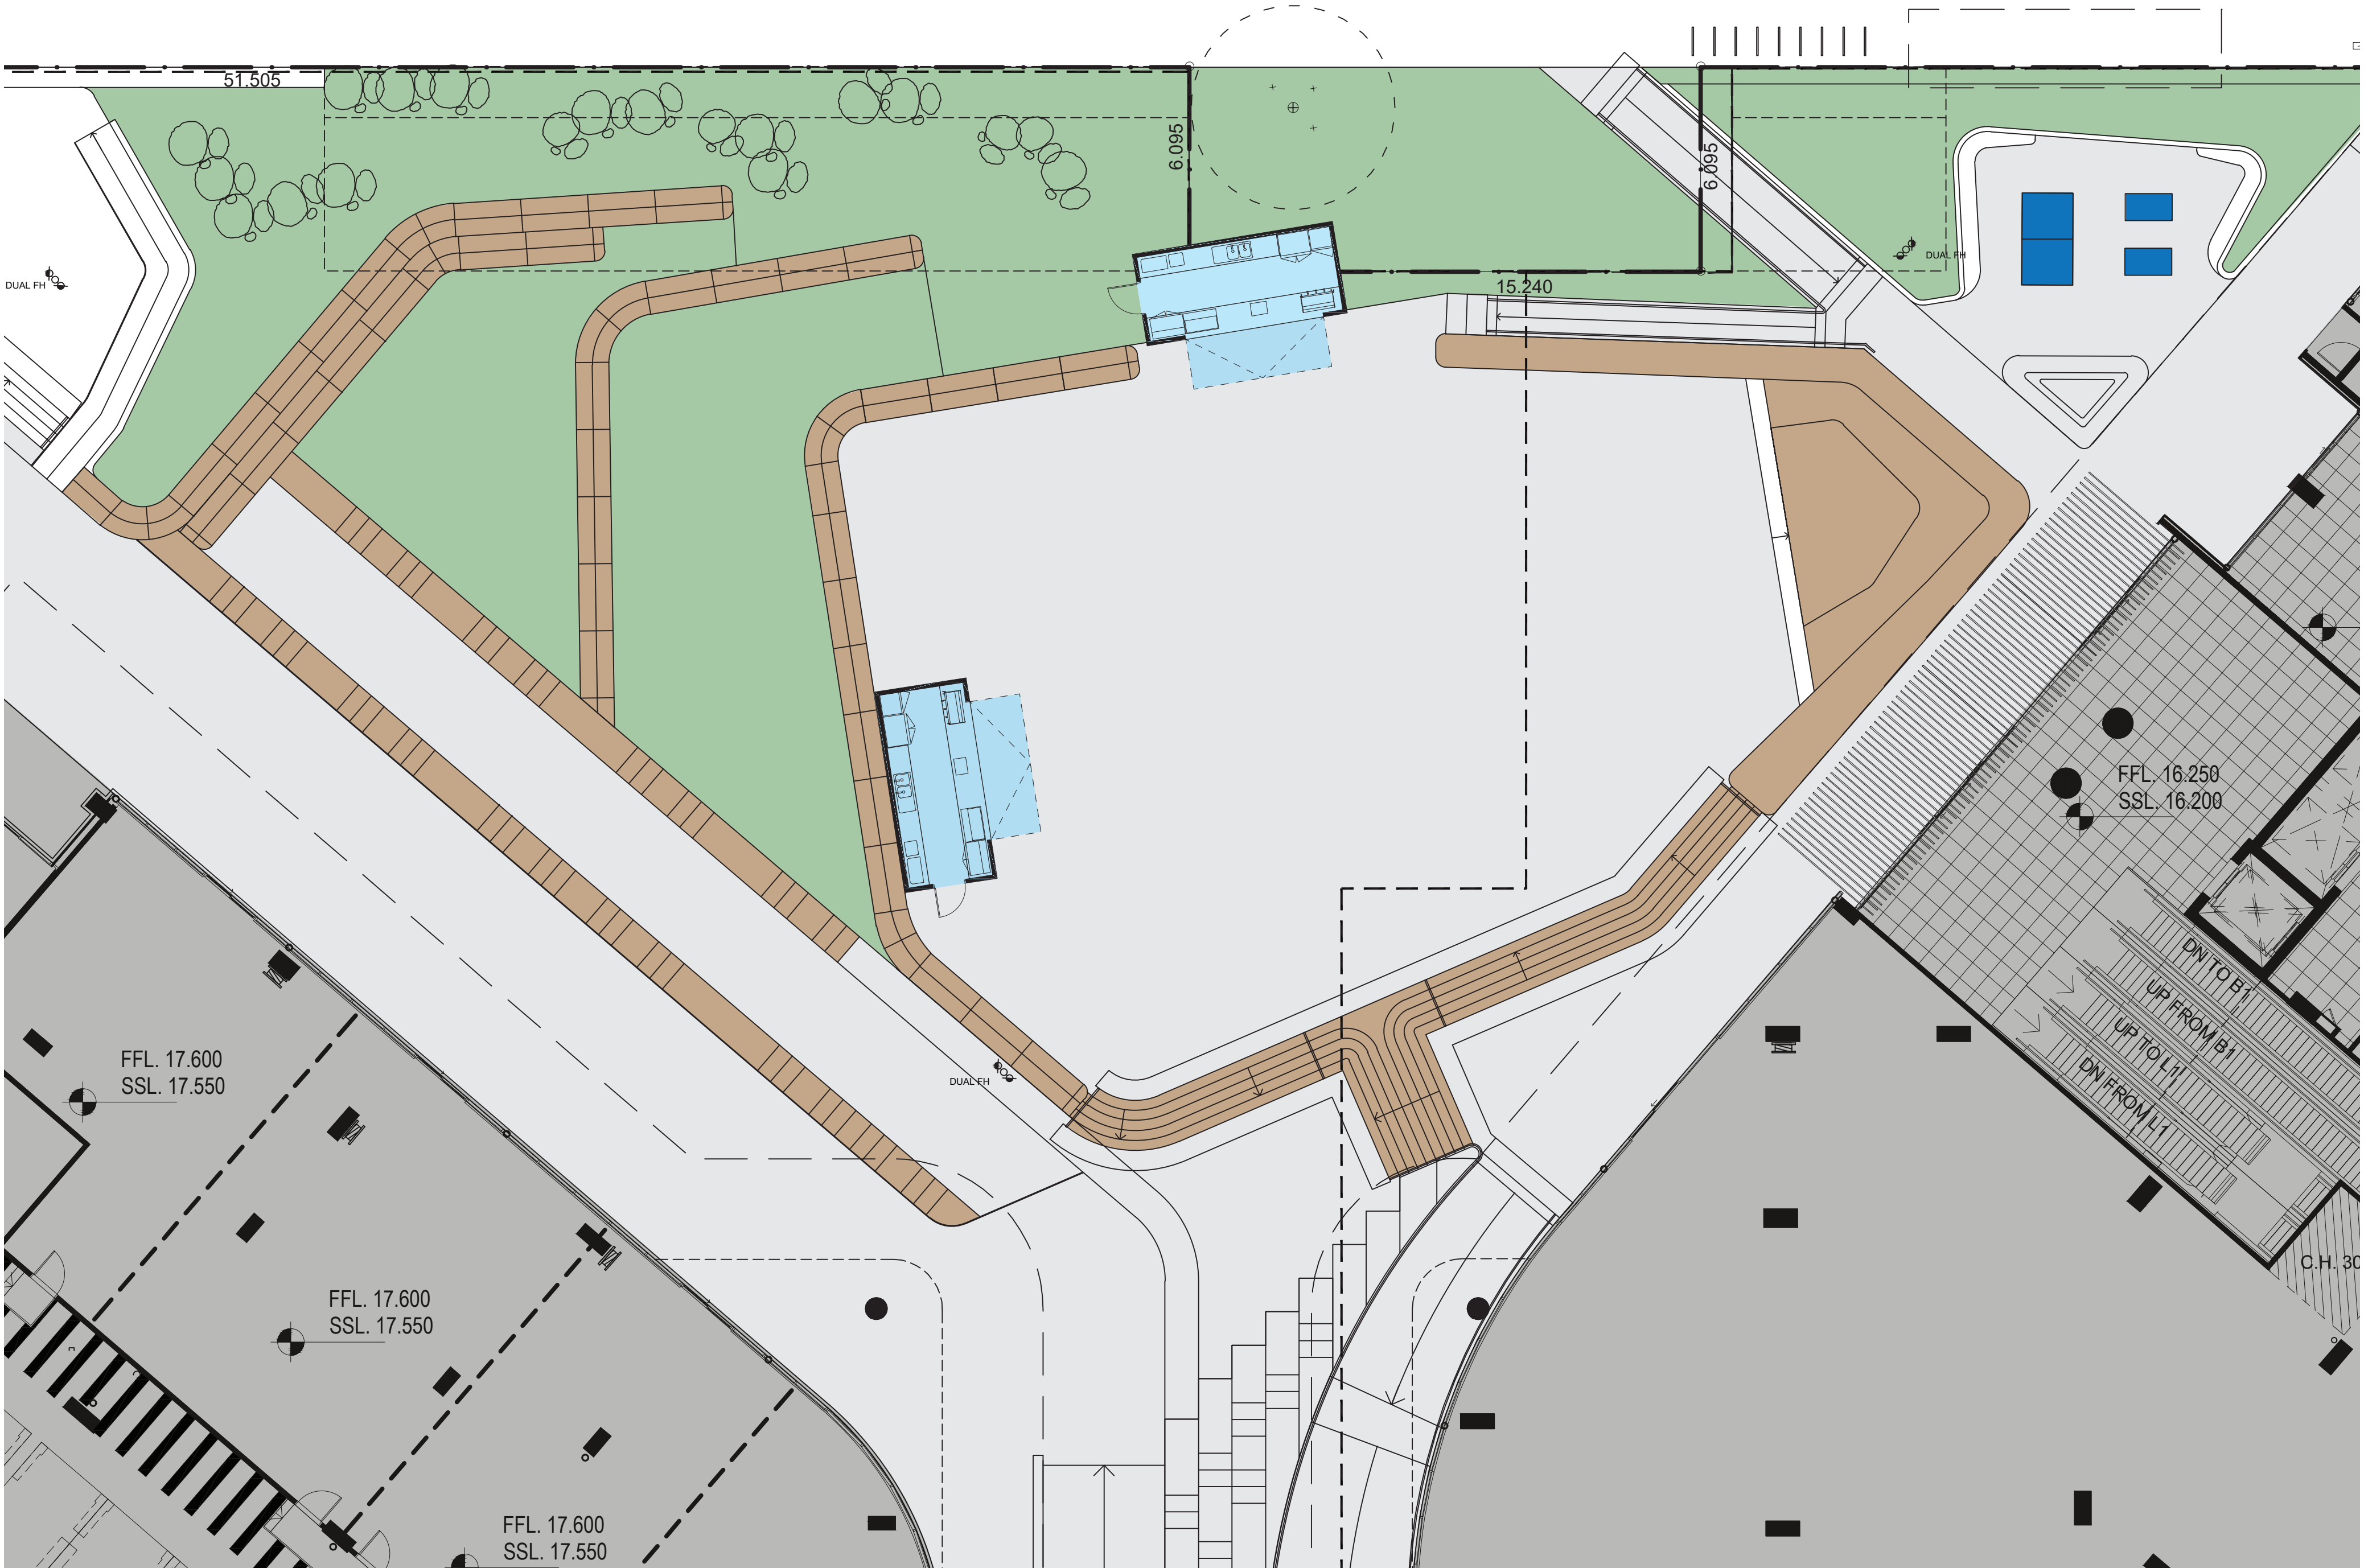 51.505
6.095
6.095
DUAL FH
DUAL FH
15.240
FFL. 16.250
SSL. 16.200
DN TO B1
UP FROM B1
UP TO L1
DN FROM L1
FFL. 17.600
SSL. 17.550
DUAL FH
C.H. 30
FFL. 17.600
SSL. 17.550
FFL. 17.600
SSL. 17.550